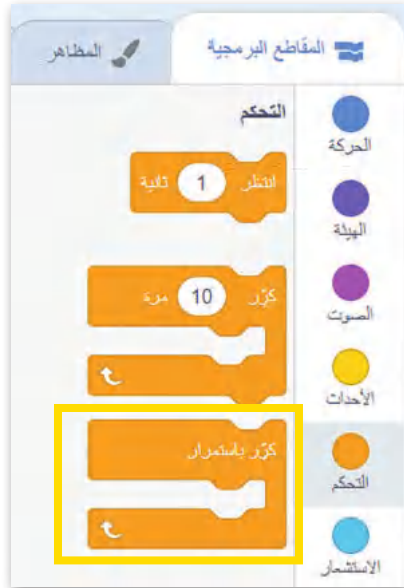 المقاطع البرمجية
المظاهر
التحكم
انتظر 1 ثانية
كرّر 10 مرة
كرّر باستمرار
الحركة
الهيئة
الصوت
الأحداث
التحكم
الاستشعار